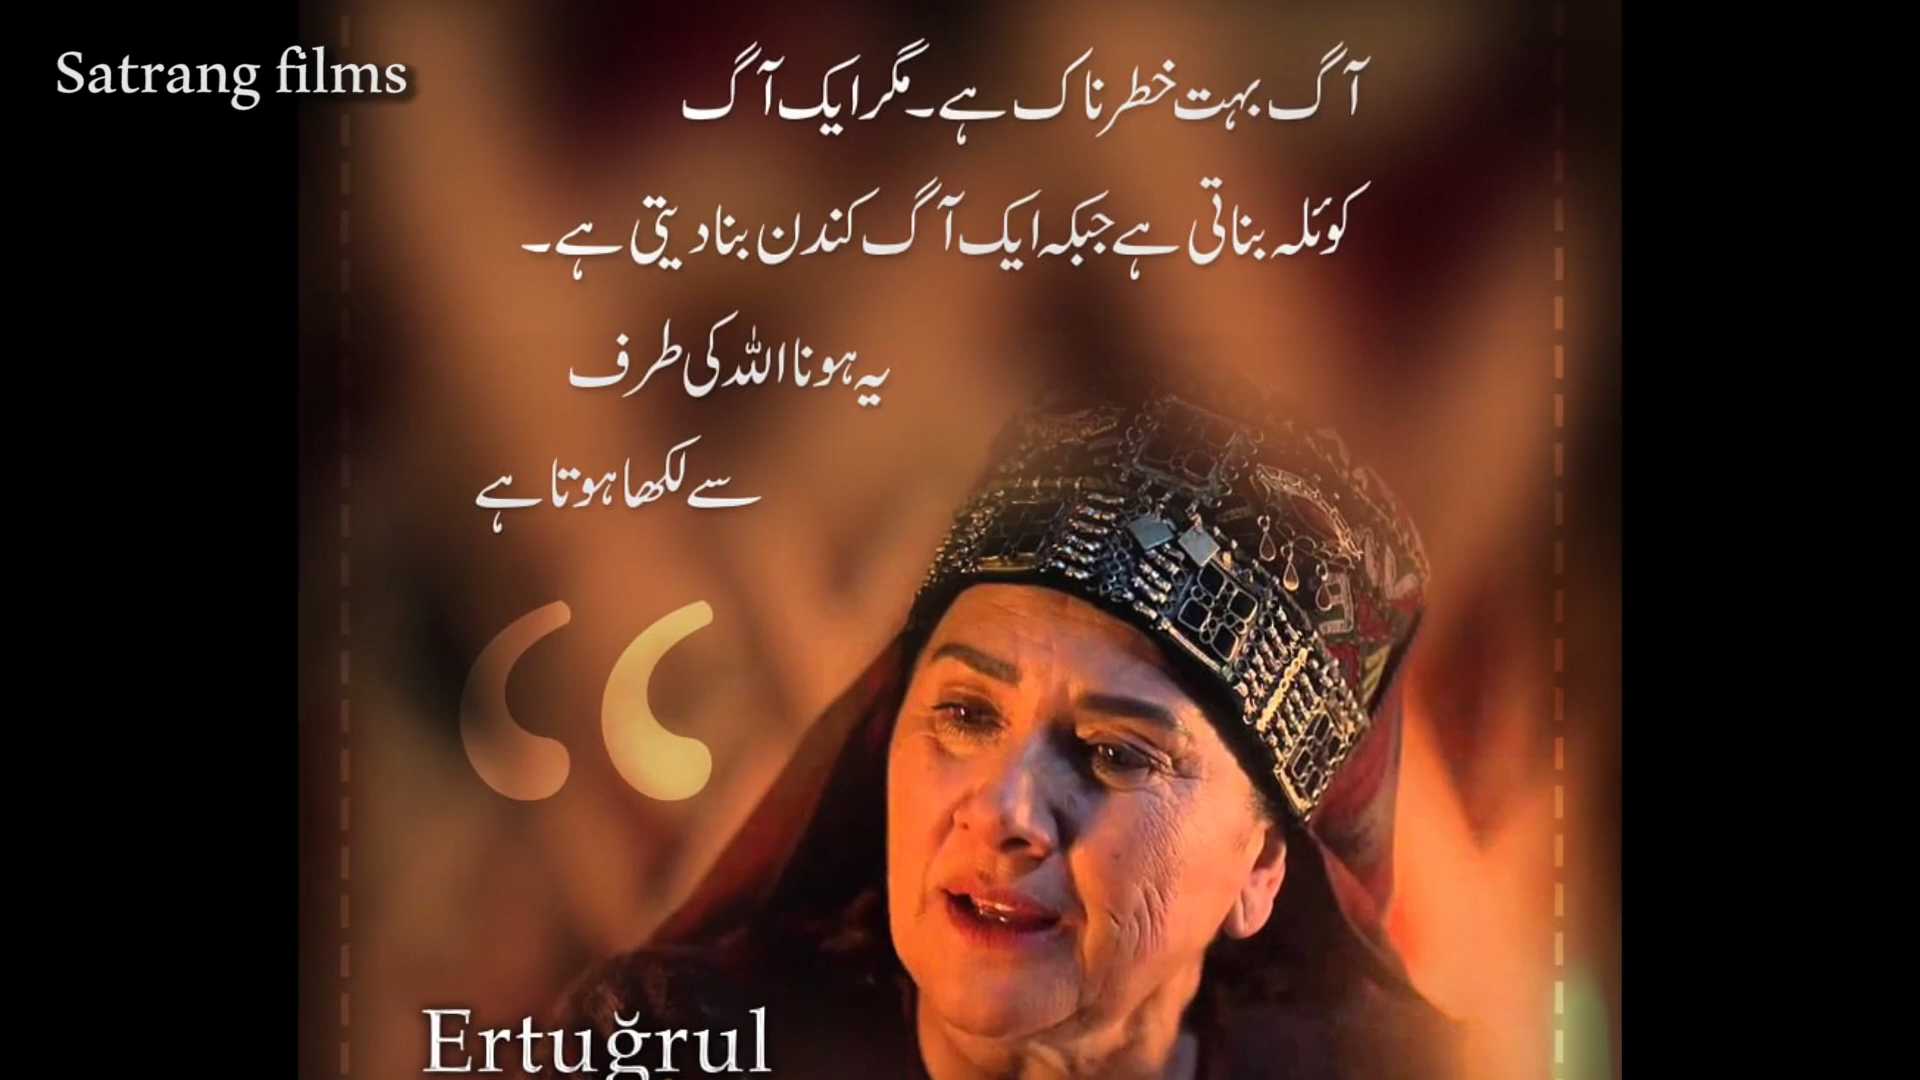 Satrang films
آگ بہت خطرناک ہے۔ مگر ایک آگ
کوئلہ بناتی ہے جبکہ ایک آگ کندن بنا دیتی ہے۔
یہ ہونا اللہ کی طرف
سے لکھا ہوتا ہے
Ertuğrul